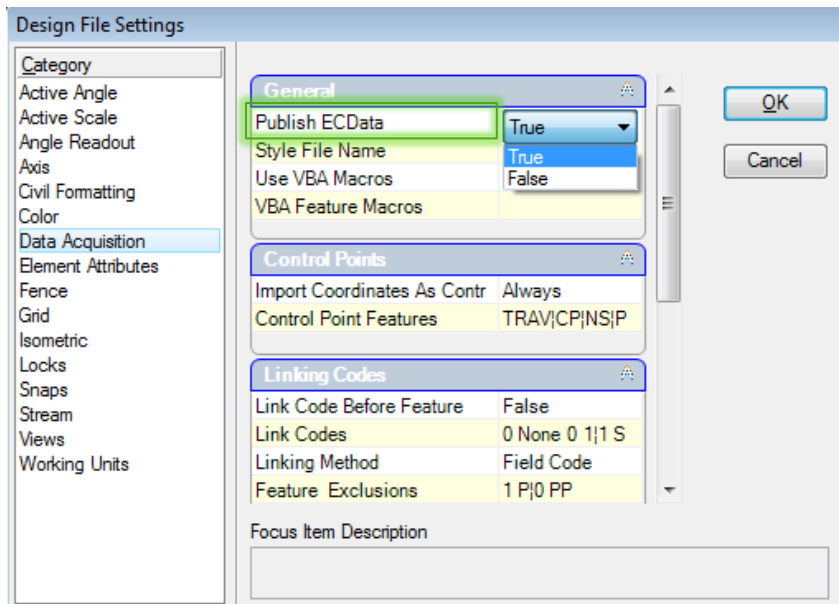 Design File Settings
Category
Active Angle
Active Scale
Angle Readout
Axis
Civil Formatting
Color
Data Acquisition
Element Attributes
Fence
Grid
Isometric
Locks
Snaps
Stream
Views
Working Units
General
Publish ECData True
True
False
Style File Name
Use VBA Macros
VBA Feature Macros
Control Points
Import Coordinates As Contr Always
Control Point Features TRAV¦CP¦NS¦P
Linking Codes
Link Code Before Feature False
Link Codes 0 None 0 1¦1 S
Linking Method Field Code
Feature Exclusions 1 P¦0 PP
Focus Item Description
OK
Cancel